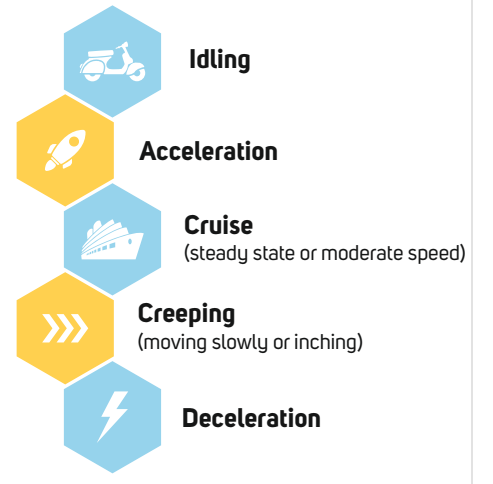 Idling
Acceleration
Cruise
(steady state or moderate speed)
Creeping
(moving slowly or inching)
Deceleration